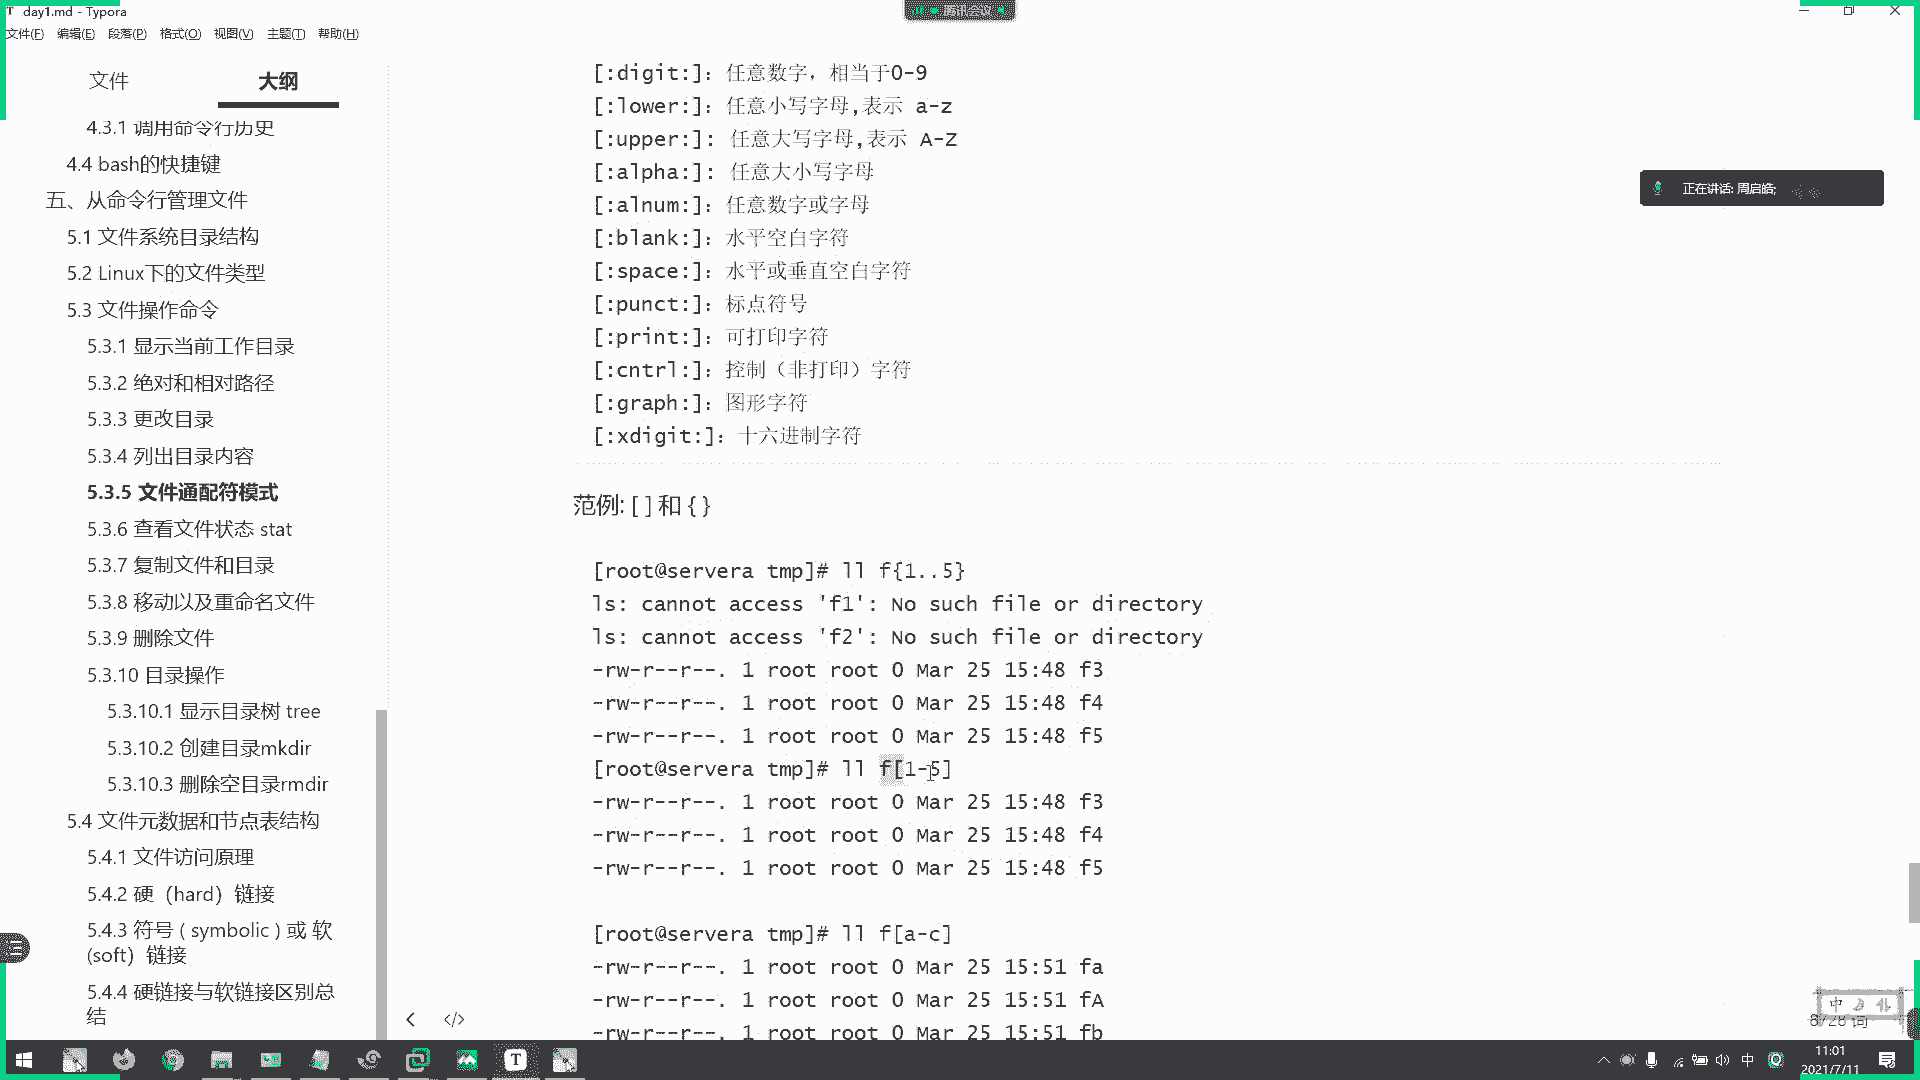 day1.md - Typora
腾讯会议
文件(F) 编辑(E) 段落(P) 格式(O) 视图(V) 主题(T) 帮助(H)
文件 大纲
4.3.1 调用命令行历史
4.4 bash的快捷键
五、从命令行管理文件
5.1 文件系统目录结构
5.2 Linux下的文件类型
5.3 文件操作命令
5.3.1 显示当前工作目录
5.3.2 绝对和相对路径
5.3.3 更改目录
5.3.4 列出目录内容
5.3.5 文件通配符模式
5.3.6 查看文件状态 stat
5.3.7 复制文件和目录
5.3.8 移动以及重命名文件
5.3.9 删除文件
5.3.10 目录操作
5.3.10.1 显示目录树 tree
5.3.10.2 创建目录mkdir
5.3.10.3 删除空目录rmdir
5.4 文件元数据和节点表结构
5.4.1 文件访问原理
5.4.2 硬（hard）链接
5.4.3 符号 ( symbolic ) 或 软
(soft）链接
5.4.4 硬链接与软链接区别总
结
[:digit:]：任意数字，相当于0-9
[:lower:]：任意小写字母,表示 a-z
[:upper:]: 任意大写字母,表示 A-Z
[:alpha:]: 任意大小写字母
[:alnum:]：任意数字或字母
[:blank:]：水平空白字符
[:space:]：水平或垂直空白字符
[:punct:]：标点符号
[:print:]：可打印字符
[:cntrl:]：控制（非打印）字符
[:graph:]：图形字符
[:xdigit:]：十六进制字符
范例: [ ] 和 { }
[root@servera tmp]# ll f{1..5}
ls: cannot access 'f1': No such file or directory
ls: cannot access 'f2': No such file or directory
-rw-r--r--. 1 root root 0 Mar 25 15:48 f3
-rw-r--r--. 1 root root 0 Mar 25 15:48 f4
-rw-r--r--. 1 root root 0 Mar 25 15:48 f5
[root@servera tmp]# ll f[1-5]
-rw-r--r--. 1 root root 0 Mar 25 15:48 f3
-rw-r--r--. 1 root root 0 Mar 25 15:48 f4
-rw-r--r--. 1 root root 0 Mar 25 15:48 f5
[root@servera tmp]# ll f[a-c]
-rw-r--r--. 1 root root 0 Mar 25 15:51 fa
-rw-r--r--. 1 root root 0 Mar 25 15:51 fA
-rw-r--r--. 1 root root 0 Mar 25 15:51 fb
正在讲话: 周启皓;
中
词
中
11:01
2021/7/11